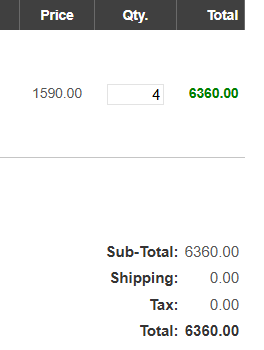 Price Qty. Total
1590.00 4 6360.00
Sub-Total: 6360.00
Shipping: 0.00
Tax: 0.00
Total: 6360.00